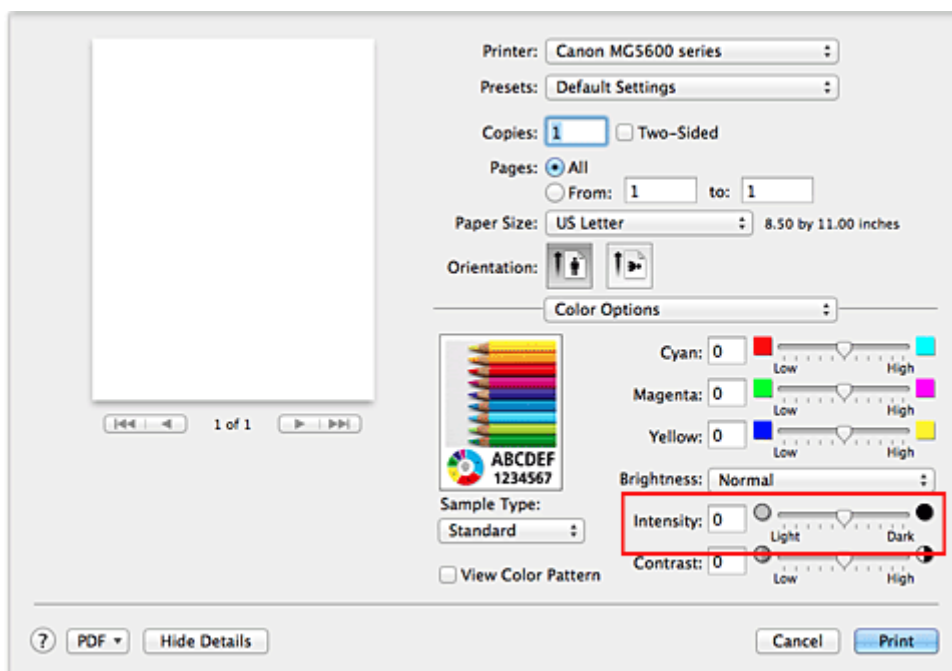 Printer: Canon MG5600 series
Presets: Default Settings
Copies: 1 Two-Sided
Pages: All
From: 1 to: 1
Paper Size: US Letter 8.50 by 11.00 inches
Orientation:
Color Options
1 of 1
ABCDEF
1234567
Sample Type:
Standard
View Color Pattern
Cyan: 0
Low High
Magenta: 0
Low High
Yellow: 0
Low High
Brightness: Normal
Intensity: 0
Light Dark
Contrast: 0
Low High
? PDF Hide Details Cancel Print